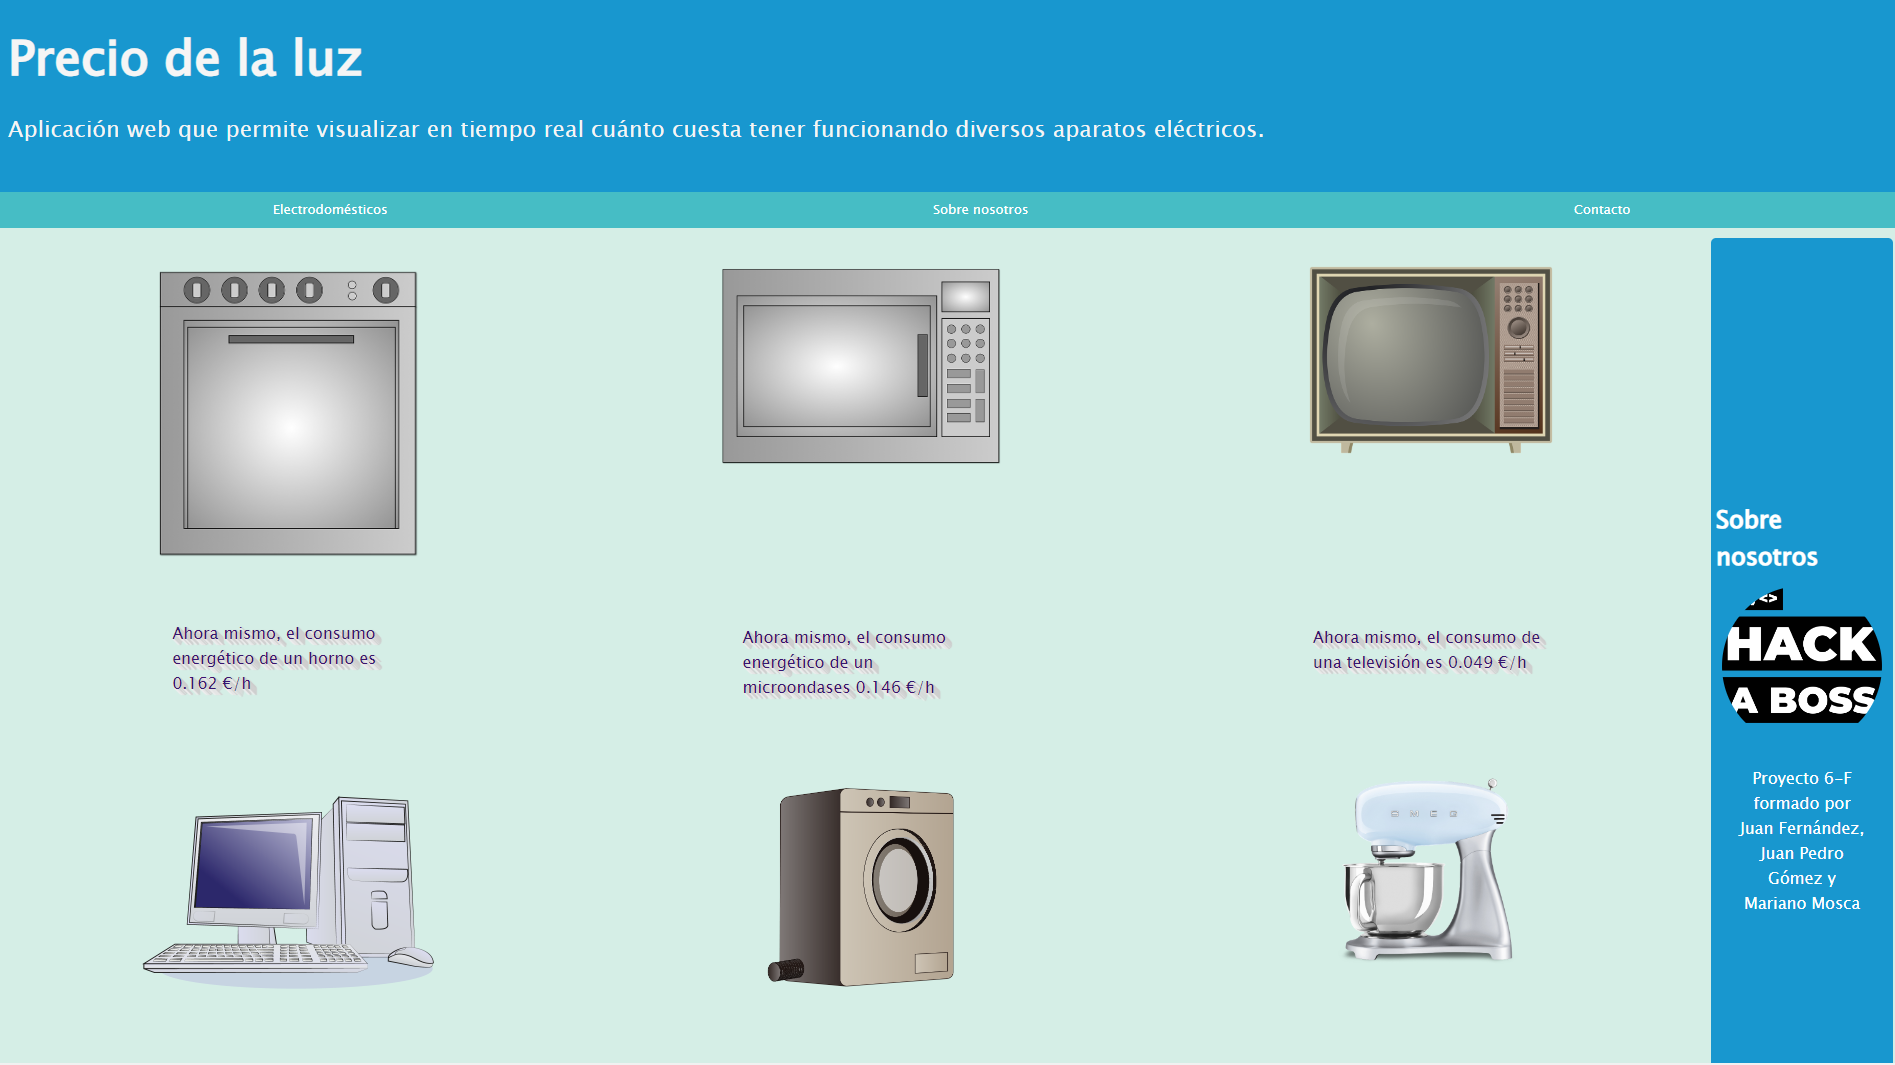 Precio de la luz
Aplicación web que permite visualizar en tiempo real cuánto cuesta tener funcionando diversos aparatos eléctricos.
Electrodomésticos
Sobre nosotros
Contacto
Ahora mismo, el consumo
energético de un horno es
0.162 €/h
Ahora mismo, el consumo
energético de un
microondases 0.146 €/h
Ahora mismo, el consumo de
una televisión es 0.049 €/h
SMEG
Sobre
nosotros
<>
HACK
A BOSS
Proyecto 6-F
formado por
Juan Fernández,
Juan Pedro
Gómez y
Mariano Mosca